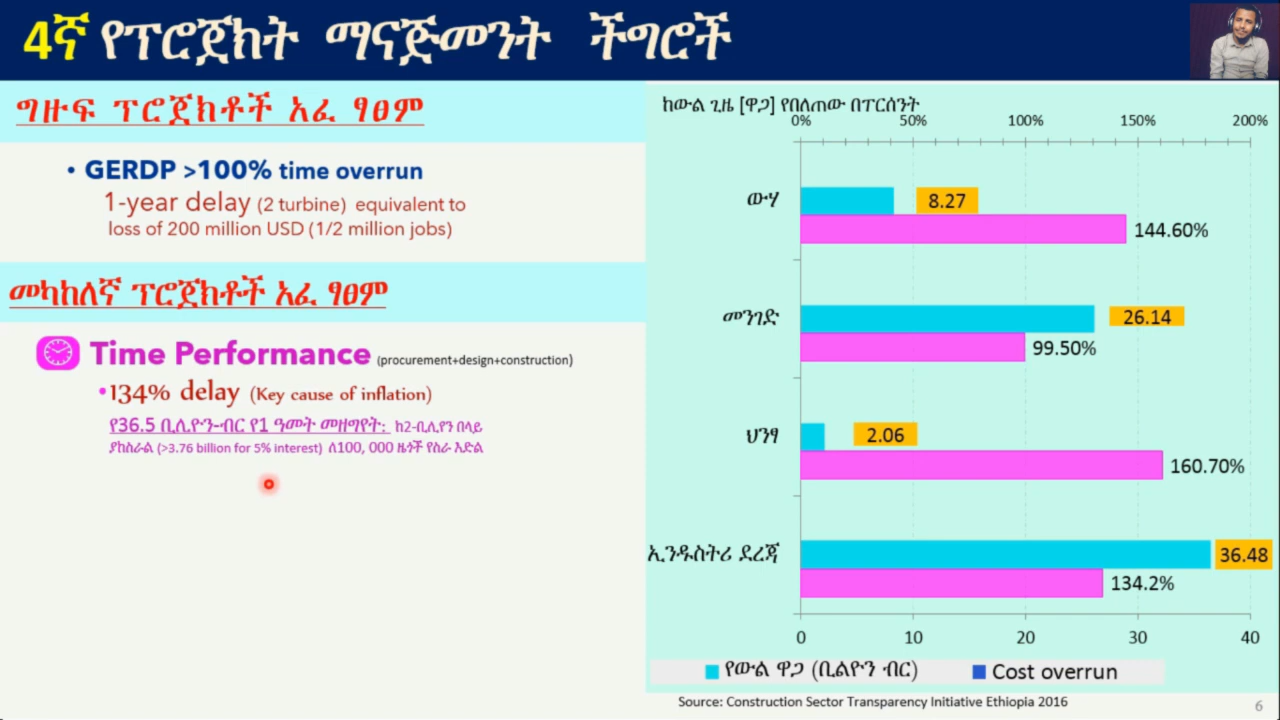 4ኛ የፕሮጀክት ማናጅመንት ችግሮች
ግዙፍ ፕሮጀክቶች አፈ ፃፀም
• GERDP >100% time overrun
1-year delay (2 turbine) equivalent to
loss of 200 million USD (1/2 million jobs)
መካከለኛ ፕሮጀክቶች አፈ ፃፀም
Time Performance (procurement+design+construction)
•134% delay (Key cause of inflation)
የ36.5 ቢሊዮን-ብር የ1 ዓመት መዘግየት: ከ2-ቢሊየን በላይ
ያከስራል (>3.76 billion for 5% interest) ለ100, 000 ዜጎች የስራ እድል
ከውል ጊዜ [ዋጋ] የበለጠው በፐርሰንት
0% 50% 100% 150% 200%
ውሃ 8.27
144.60%
መንገድ 26.14
99.50%
ህንፃ 2.06
160.70%
ኢንዱስትሪ ደረጃ 36.48
134.2%
0 10 20 30 40
የውል ዋጋ (ቢልዮን ብር) Cost overrun
Source: Construction Sector Transparency Initiative Ethiopia 2016
6